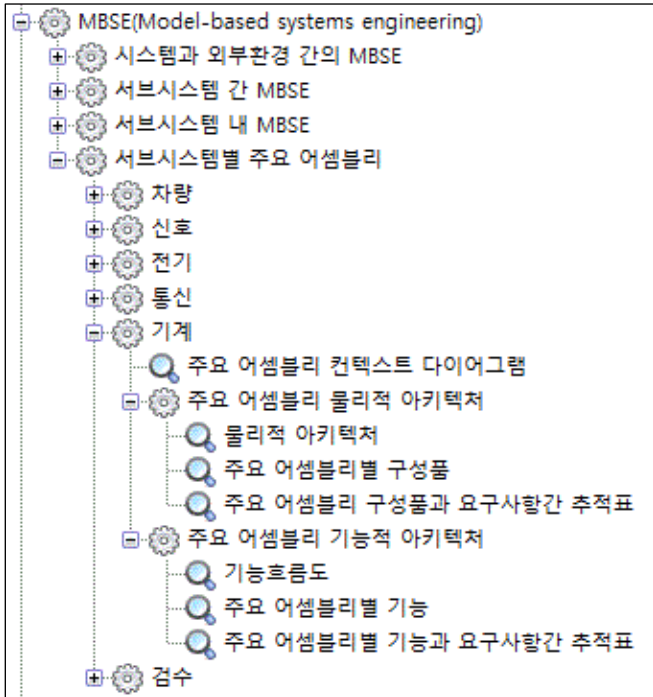 MBSE(Model-based systems engineering)
시스템과 외부환경 간의 MBSE
서브시스템 간 MBSE
서브시스템 내 MBSE
서브시스템별 주요 어셈블리
차량
신호
전기
통신
기계
주요 어셈블리 컨텍스트 다이어그램
주요 어셈블리 물리적 아키텍처
물리적 아키텍처
주요 어셈블리별 구성품
주요 어셈블리 구성품과 요구사항간 추적표
주요 어셈블리 기능적 아키텍처
기능흐름도
주요 어셈블리별 기능
주요 어셈블리별 기능과 요구사항간 추적표
검수